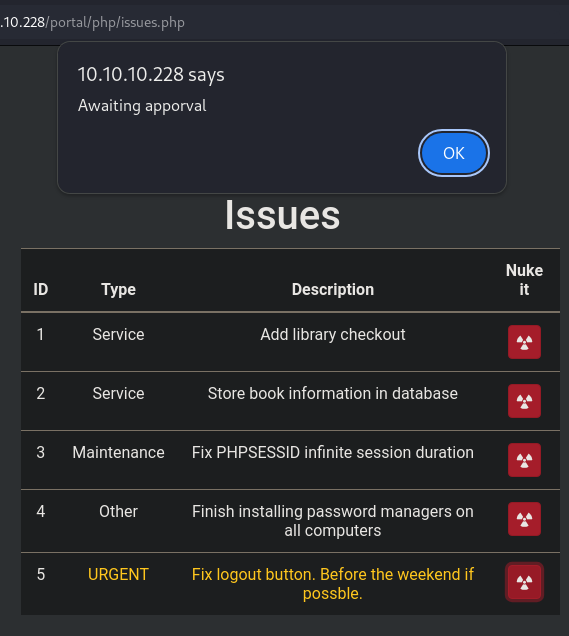 .10.228/portal/php/issues.php
10.10.10.228 says
Awaiting apporval
OK
Issues
ID Type Description Nuke it
1 Service Add library checkout
2 Service Store book information in database
3 Maintenance Fix PHPSESSID infinite session duration
4 Other Finish installing password managers on
all computers
5 URGENT Fix logout button. Before the weekend if
possble.